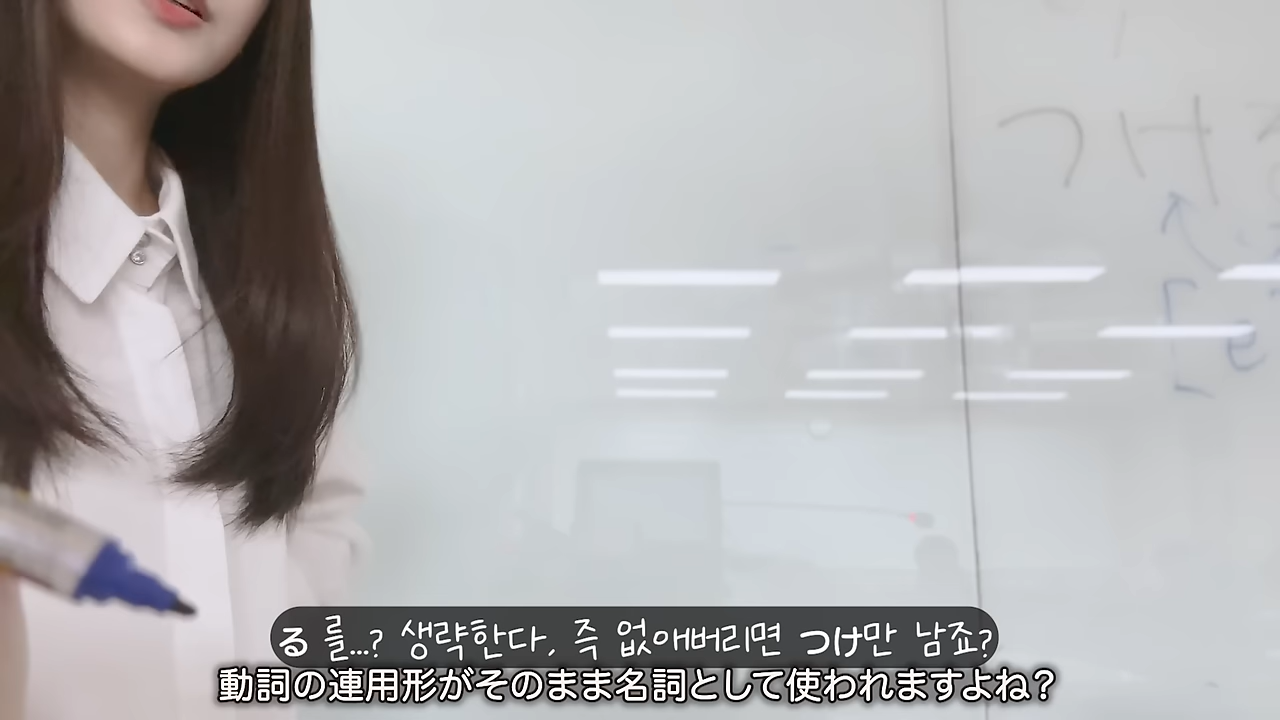 つけ
e
る 를...? 생략한다, 즉 없애버리면 つけ만 남죠?
動詞の連用形がそのまま名詞として使われますよね?